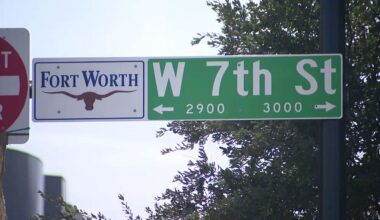 FORT WORTH
W 7th St
← 2900 3000 →